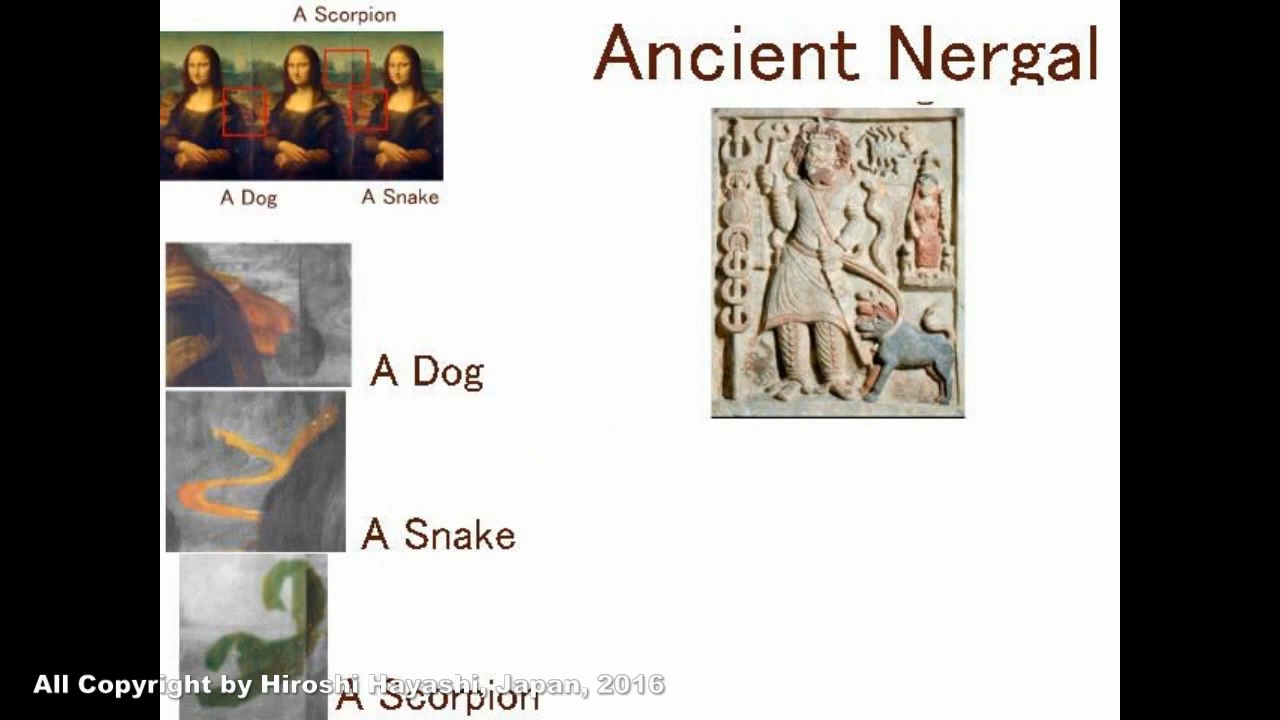 A Scorpion
Ancient Nergal
A Dog
A Snake
A Dog
A Snake
A Scorpion
All Copyright by Hiroshi Hayashi, Japan, 2016